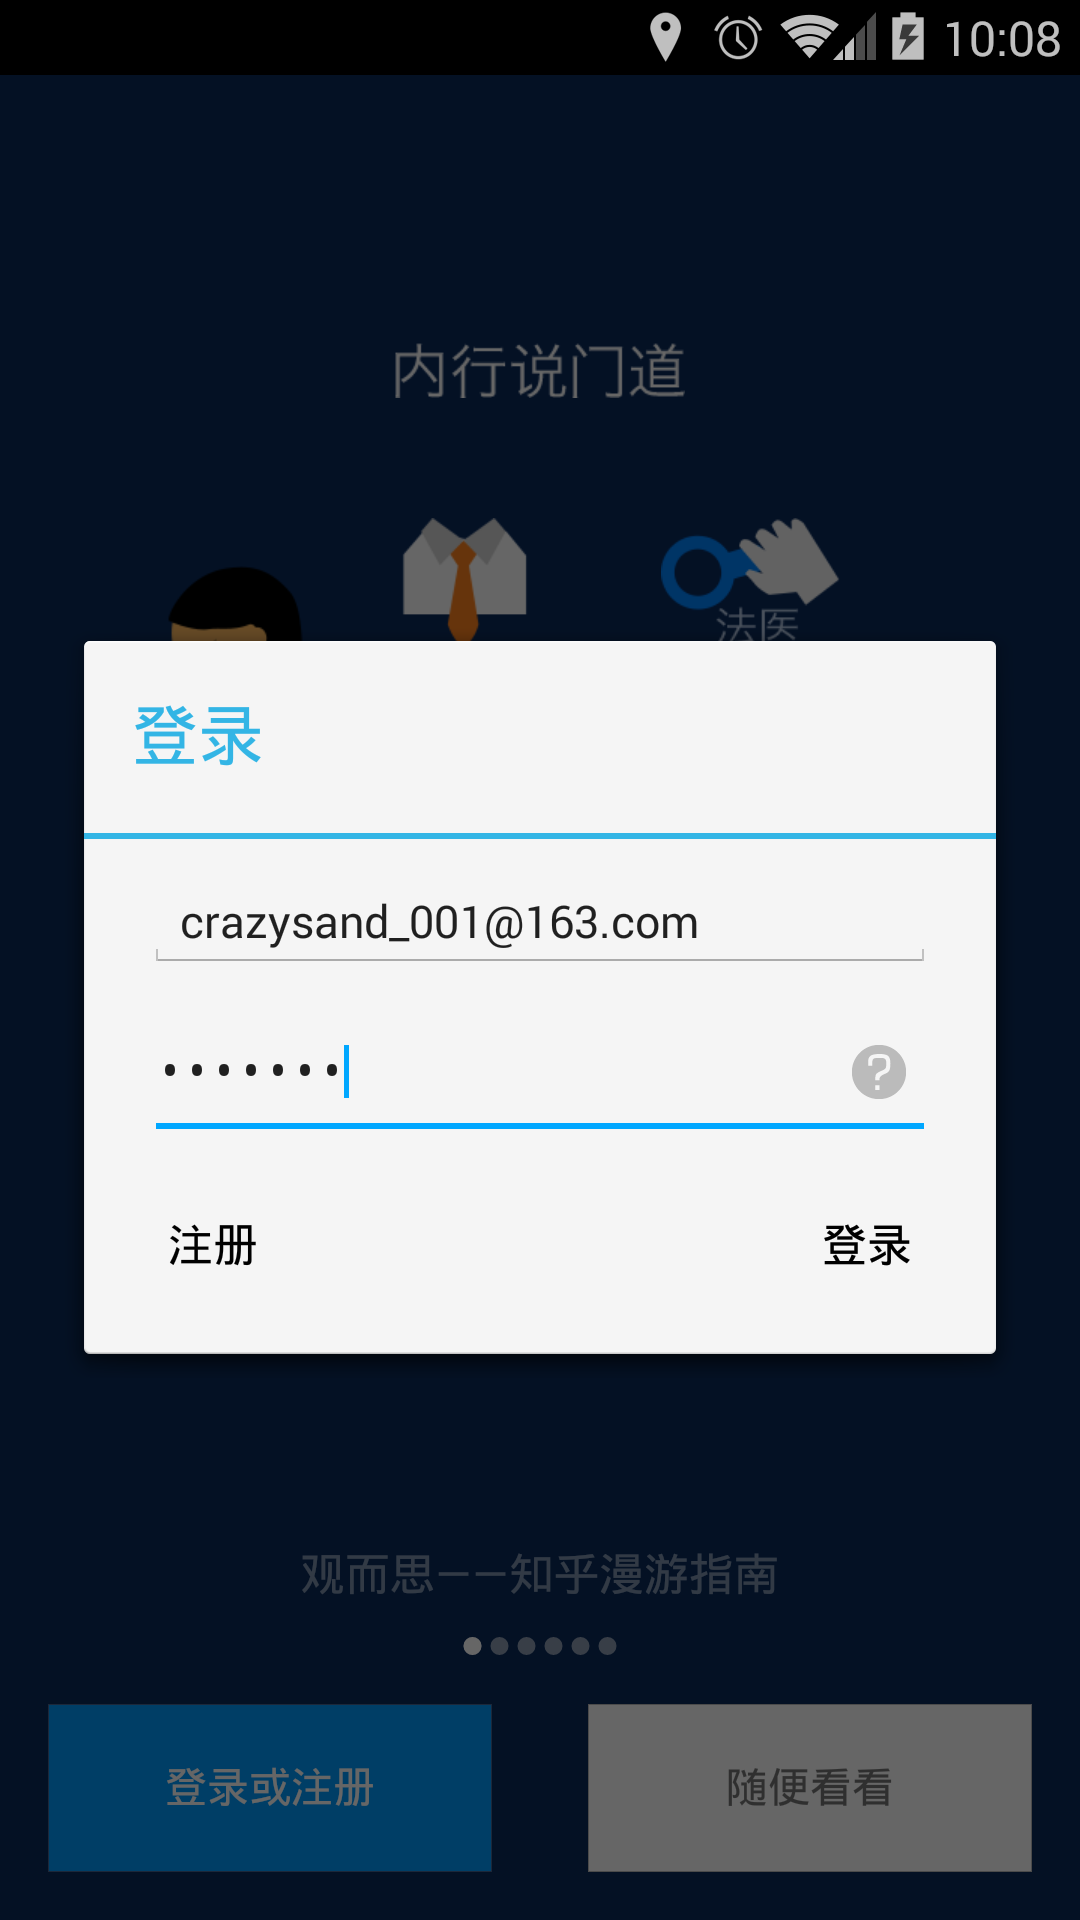 10:08
内行说门道
法医
登录
crazysand_001@163.com
•••••••
?
注册
登录
观而思——知乎漫游指南
登录或注册
随便看看